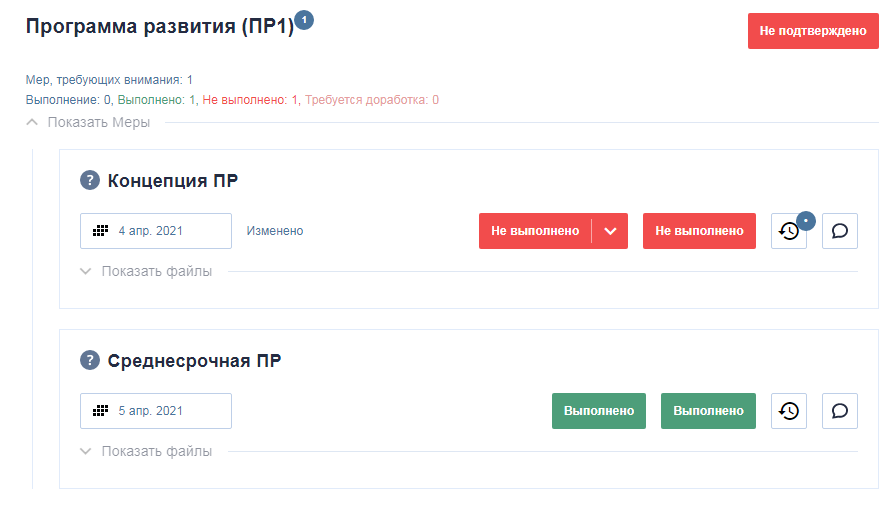 Программа развития (ПР1) 1
Не подтверждено
Мер, требующих внимания: 1
Выполнение: 0, Выполнено: 1, Не выполнено: 1, Требуется доработка: 0
Показать Меры
? Концепция ПР
4 апр. 2021 Изменено Не выполнено Не выполнено
Показать файлы
? Среднесрочная ПР
5 апр. 2021 Выполнено Выполнено
Показать файлы